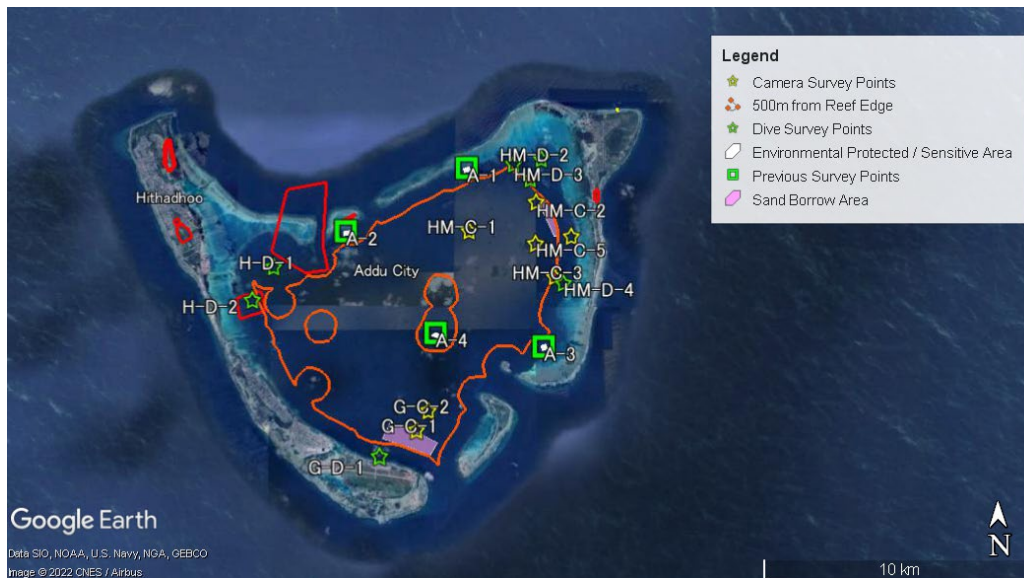 Legend
Camera Survey Points
500m from Reef Edge
Dive Survey Points
Environmental Protected / Sensitive Area
Previous Survey Points
Sand Borrow Area
HM-D-2
A-1
HM-D-3
Hithadhoo
HM-C-2
HM-C-1
A-2
HM-C-5
H-D-1
Addu City
HM-C-3
HM-D-4
H-D-2
A-4
A-3
G-C-2
G-C-1
G-D-1
Google Earth
Data SIO, NOAA, U.S. Navy, NGA, GEBCO
Image © 2022 CNES / Airbus
10 km
N